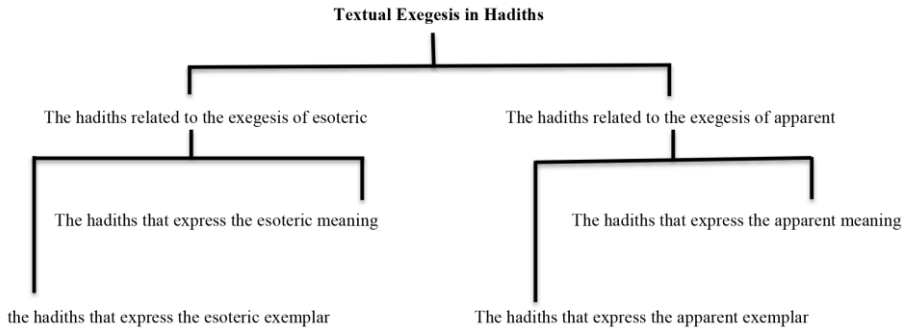 Textual Exegesis in Hadiths
The hadiths related to the exegesis of esoteric
The hadiths related to the exegesis of apparent
The hadiths that express the esoteric meaning
The hadiths that express the apparent meaning
the hadiths that express the esoteric exemplar
The hadiths that express the apparent exemplar